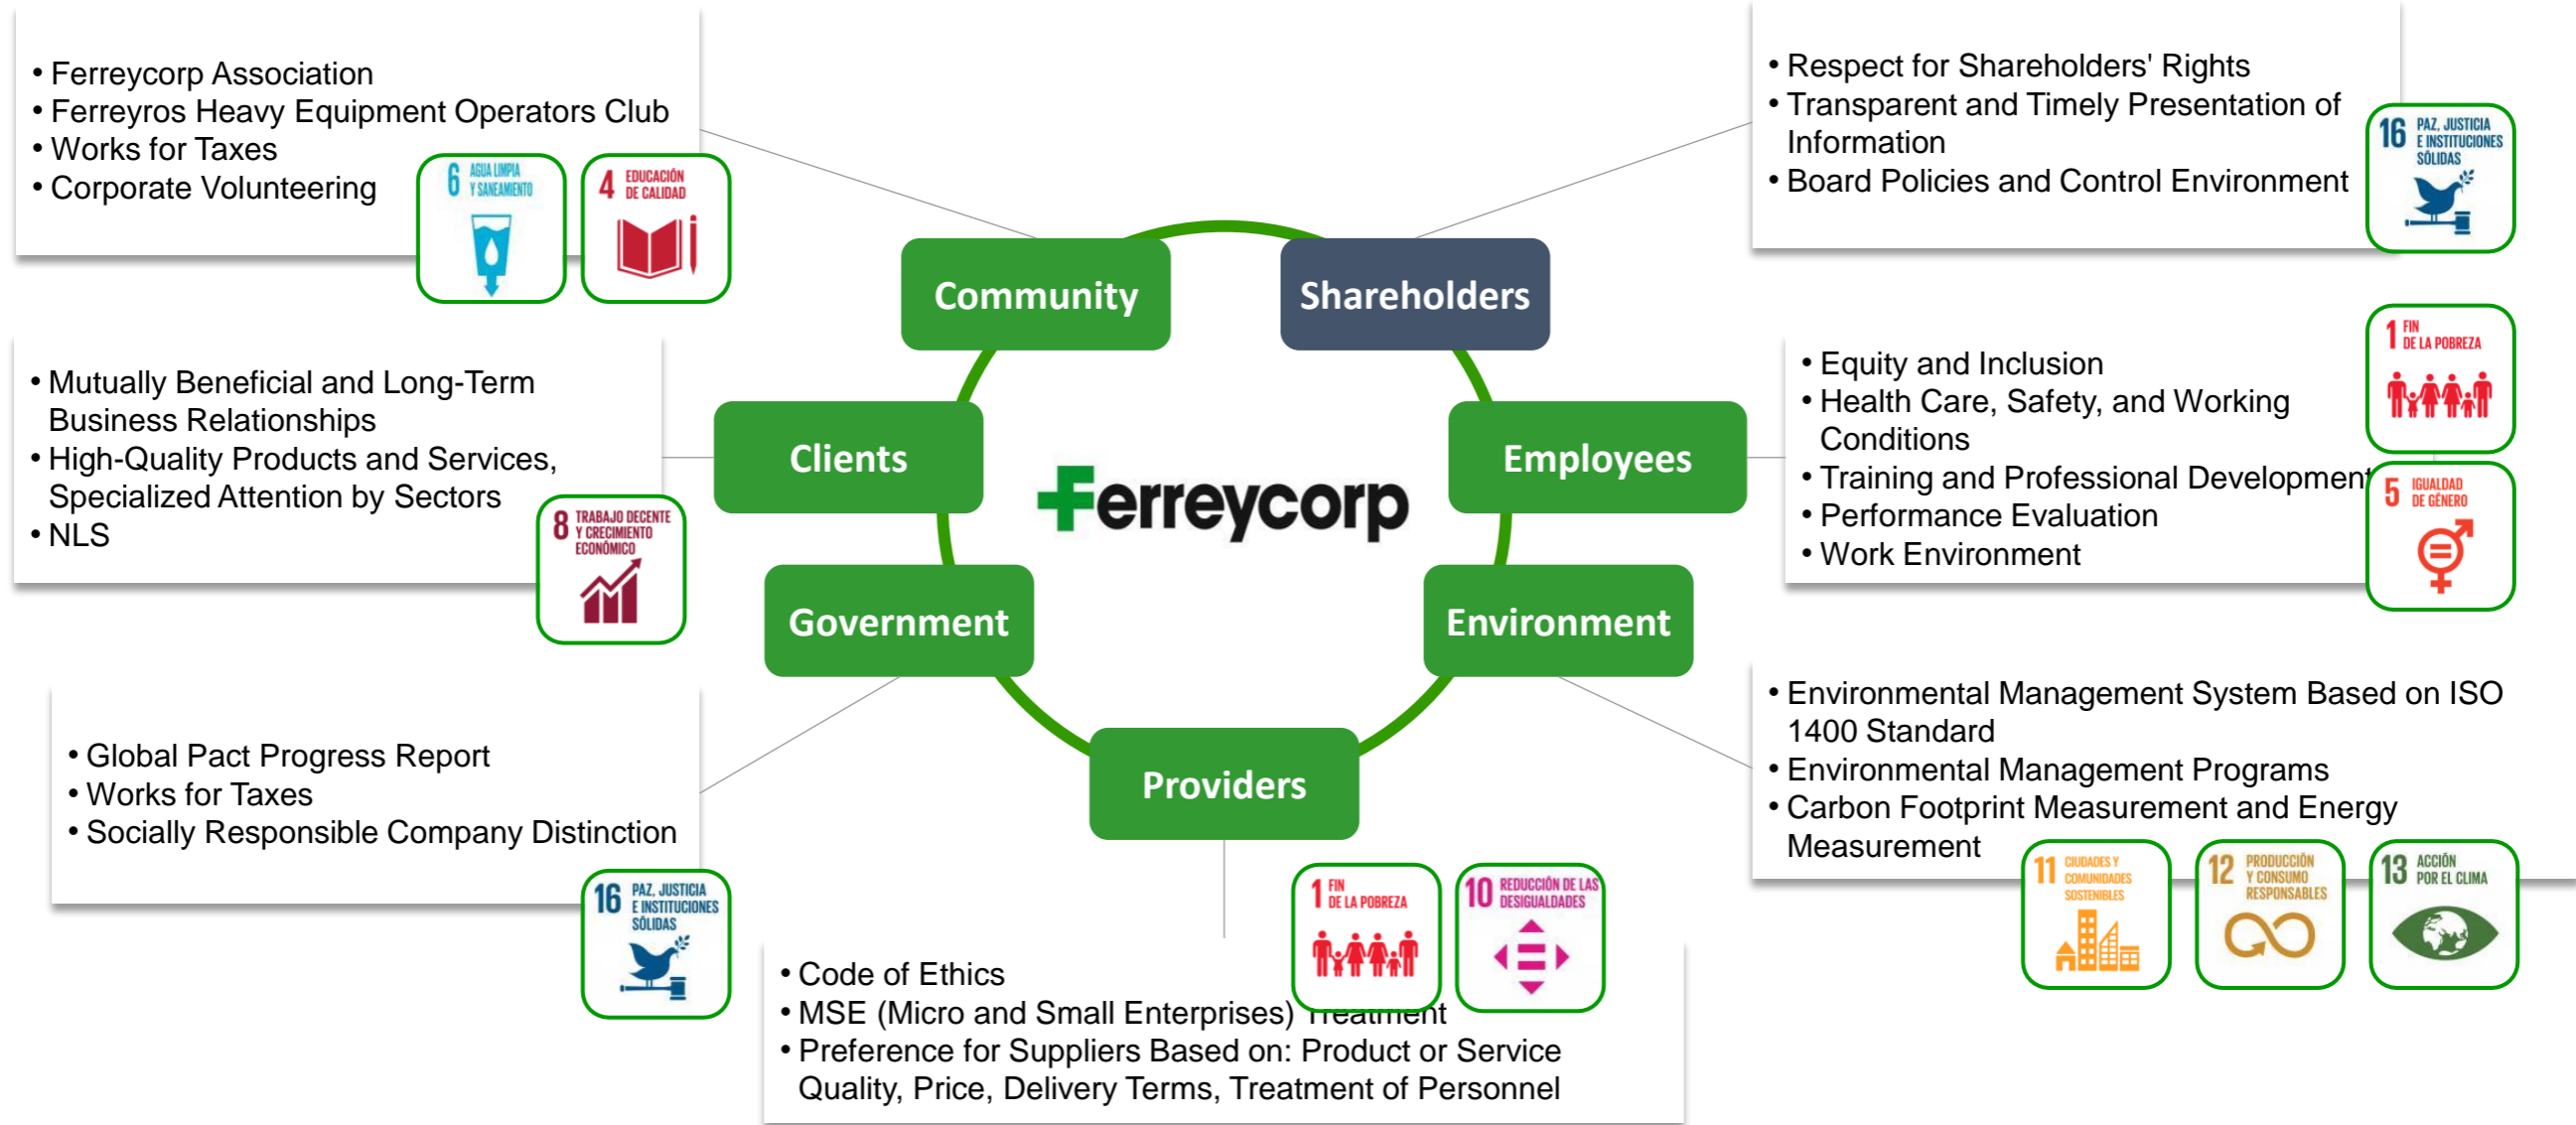 • Ferreycorp Association
• Ferreyros Heavy Equipment Operators Club
• Works for Taxes
• Corporate Volunteering
6 AGUA LIMPIA
Y SANEAMIENTO
4 EDUCACIÓN
DE CALIDAD
• Respect for Shareholders' Rights
• Transparent and Timely Presentation of
Information
• Board Policies and Control Environment
16 PAZ, JUSTICIA
E INSTITUCIONES
SÓLIDAS
Community
Shareholders
• Mutually Beneficial and Long-Term
Business Relationships
• High-Quality Products and Services,
Specialized Attention by Sectors
• NLS
8 TRABAJO DECENTE
Y CRECIMIENTO
ECONÓMICO
Clients
Ferreycorp
Employees
• Equity and Inclusion
• Health Care, Safety, and Working
Conditions
• Training and Professional Development
• Performance Evaluation
• Work Environment
1 FIN
DE LA POBREZA
5 IGUALDAD
DE GÉNERO
Government
Environment
• Global Pact Progress Report
• Works for Taxes
• Socially Responsible Company Distinction
16 PAZ, JUSTICIA
E INSTITUCIONES
SÓLIDAS
Providers
• Environmental Management System Based on ISO
1400 Standard
• Environmental Management Programs
• Carbon Footprint Measurement and Energy
Measurement
11 CIUDADES Y
COMUNIDADES
SOSTENIBLES
12 PRODUCCIÓN
Y CONSUMO
RESPONSABLES
13 ACCIÓN
POR EL CLIMA
1 FIN
DE LA POBREZA
10 REDUCCIÓN DE LAS
DESIGUALDADES
• Code of Ethics
• MSE (Micro and Small Enterprises) Treatment
• Preference for Suppliers Based on: Product or Service
Quality, Price, Delivery Terms, Treatment of Personnel